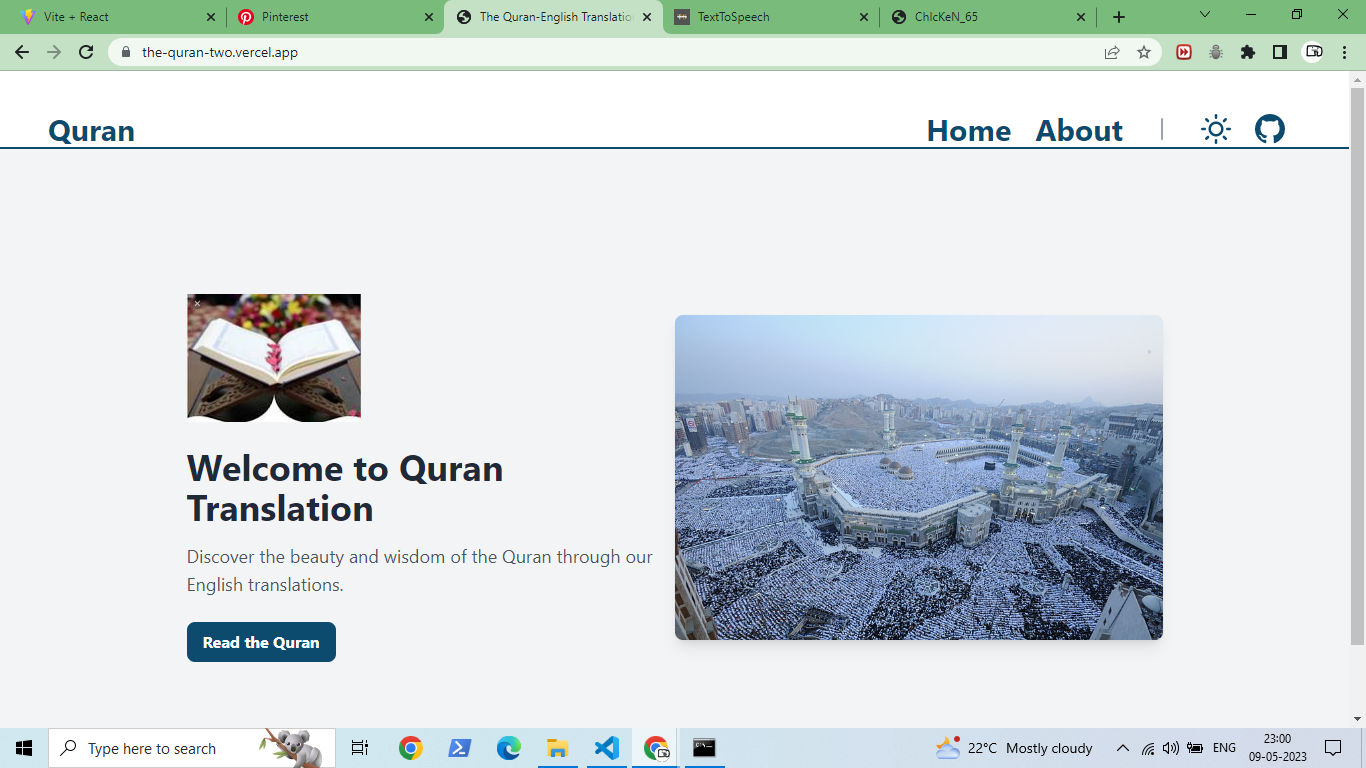 Vite + React
Pinterest
The Quran-English Translatio
TextToSpeech
ChIcKeN_65
the-quran-two.vercel.app
Quran
Home
About
Welcome to Quran
Translation
Discover the beauty and wisdom of the Quran through our
English translations.
Read the Quran
Type here to search
22°C Mostly cloudy
ENG
23:00
09-05-2023